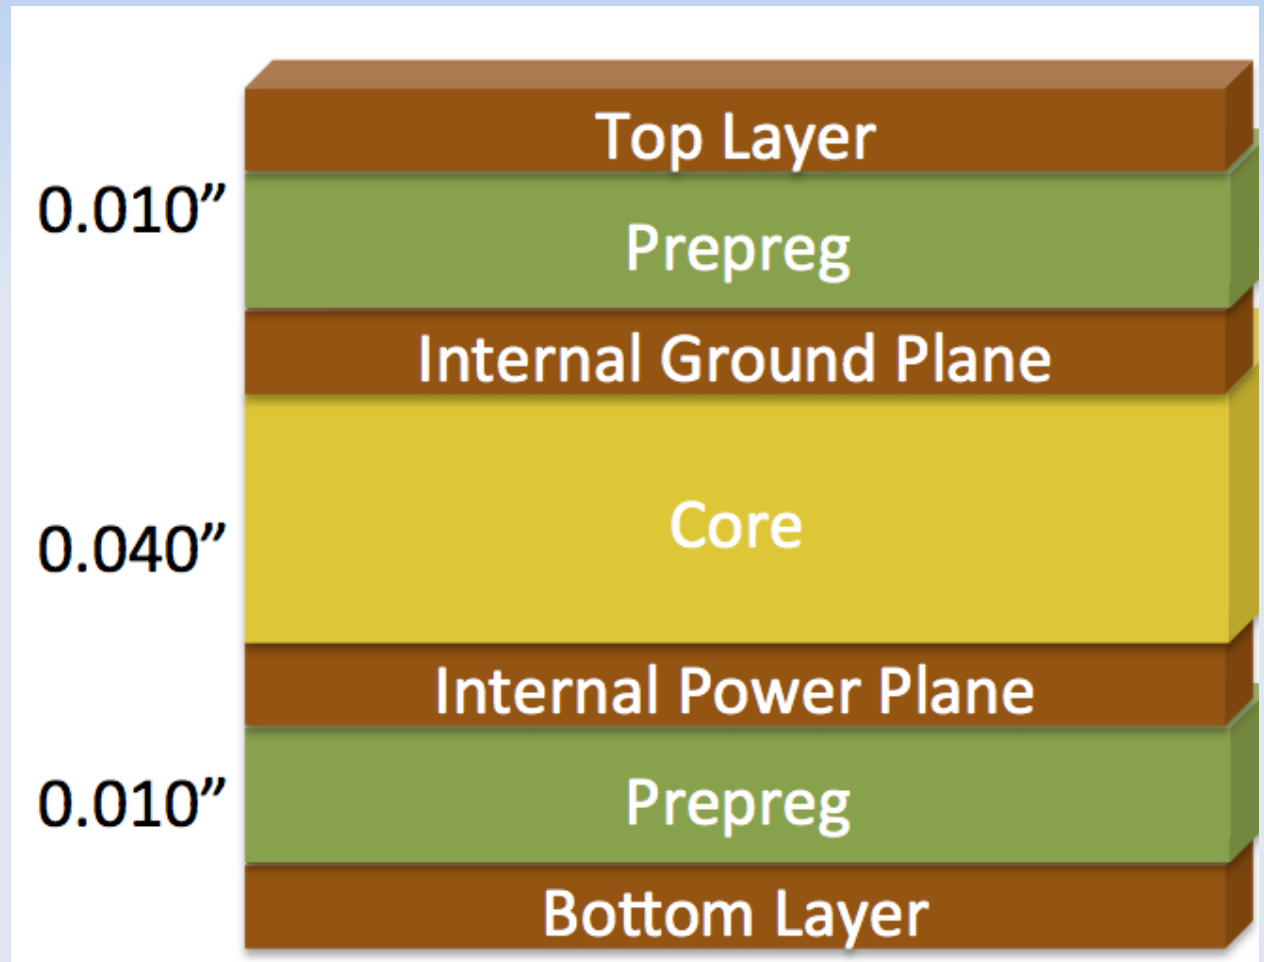 Top Layer
0.010”
Prepreg
Internal Ground Plane
0.040”
Core
Internal Power Plane
0.010”
Prepreg
Bottom Layer